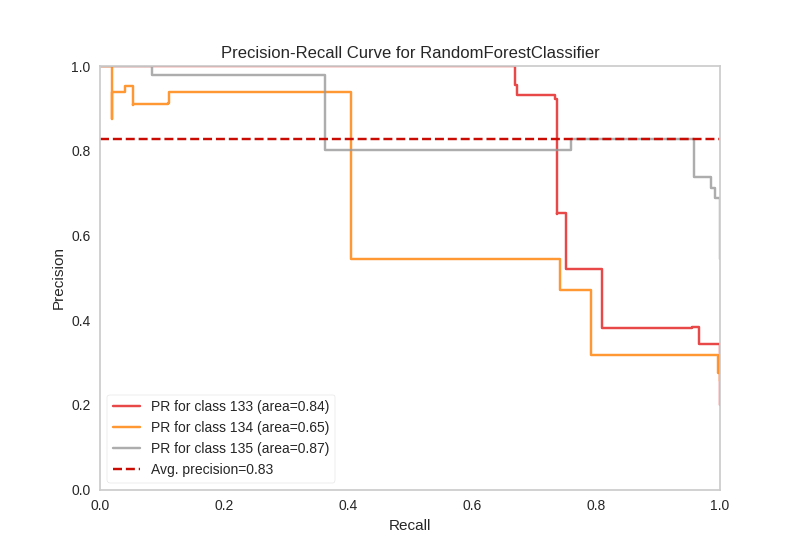 Precision-Recall Curve for RandomForestClassifier
1.0
0.8
0.6
0.4
0.2
0.0
Precision
PR for class 133 (area=0.84)
PR for class 134 (area=0.65)
PR for class 135 (area=0.87)
Avg. precision=0.83
0.0 0.2 0.4 0.6 0.8 1.0
Recall